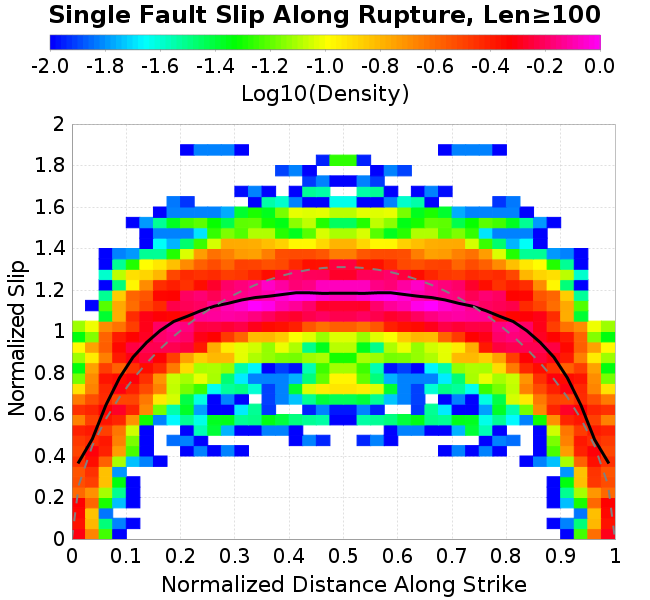 Single Fault Slip Along Rupture, Len≥100
-2.0 -1.8 -1.6 -1.4 -1.2 -1.0 -0.8 -0.6 -0.4 -0.2 0.0
Log10(Density)
Normalized Slip
2
1.8
1.6
1.4
1.2
1
0.8
0.6
0.4
0.2
0
0 0.1 0.2 0.3 0.4 0.5 0.6 0.7 0.8 0.9 1
Normalized Distance Along Strike